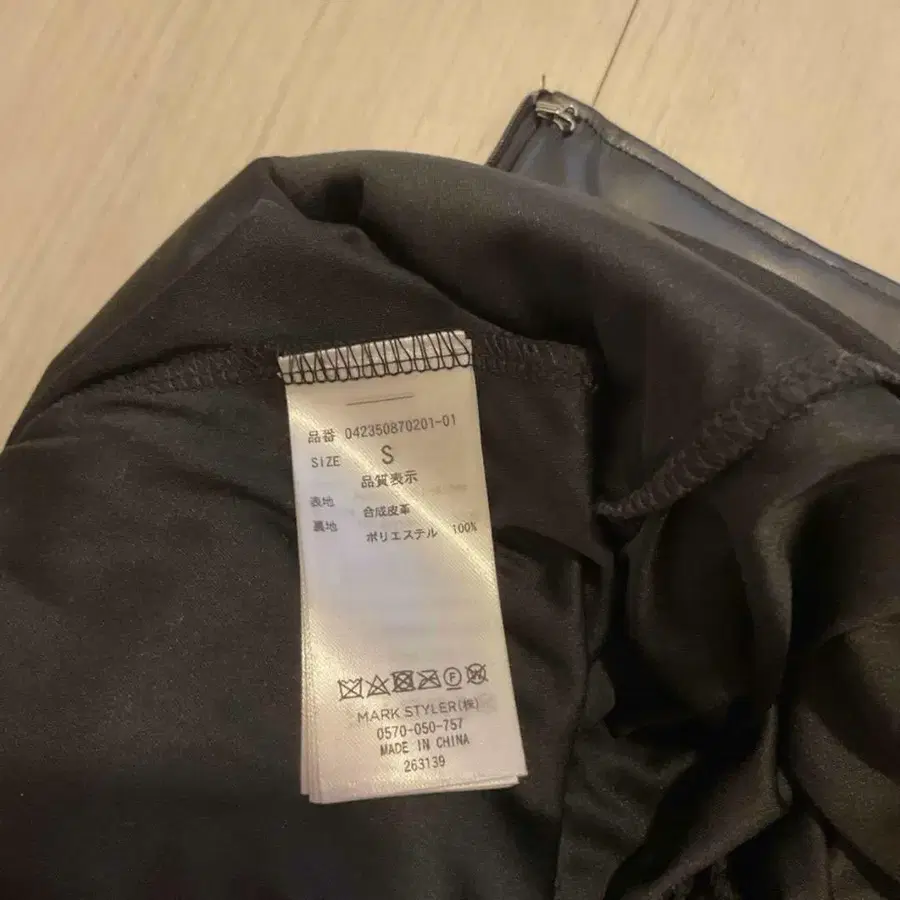 品番 042350870201-01
SIZE S
品質表示
表地 合成皮革
裏地 ポリエステル 100%
F W
MARK STYLER(株)
0570-050-757
MADE IN CHINA
263139